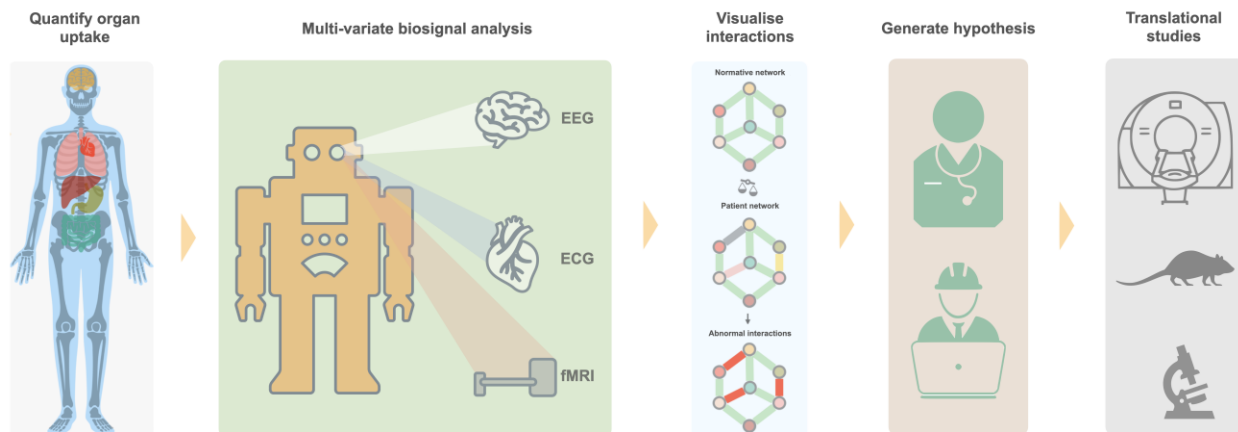 Quantify organ
uptake
Multi-variate biosignal analysis
Visualise
interactions
Generate hypothesis
Translational
studies
Normative network
EEG
Patient network
ECG
Abnormal interactions
fMRI